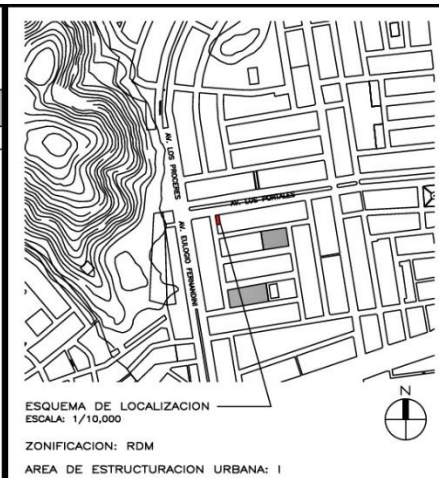 AV. LOS PROCERES
AV. LOS PORTALES
AV. EULOGIO FERNANDINI
ESQUEMA DE LOCALIZACION
ESCALA: 1/10,000
N
ZONIFICACION: RDM
AREA DE ESTRUCTURACION URBANA: I